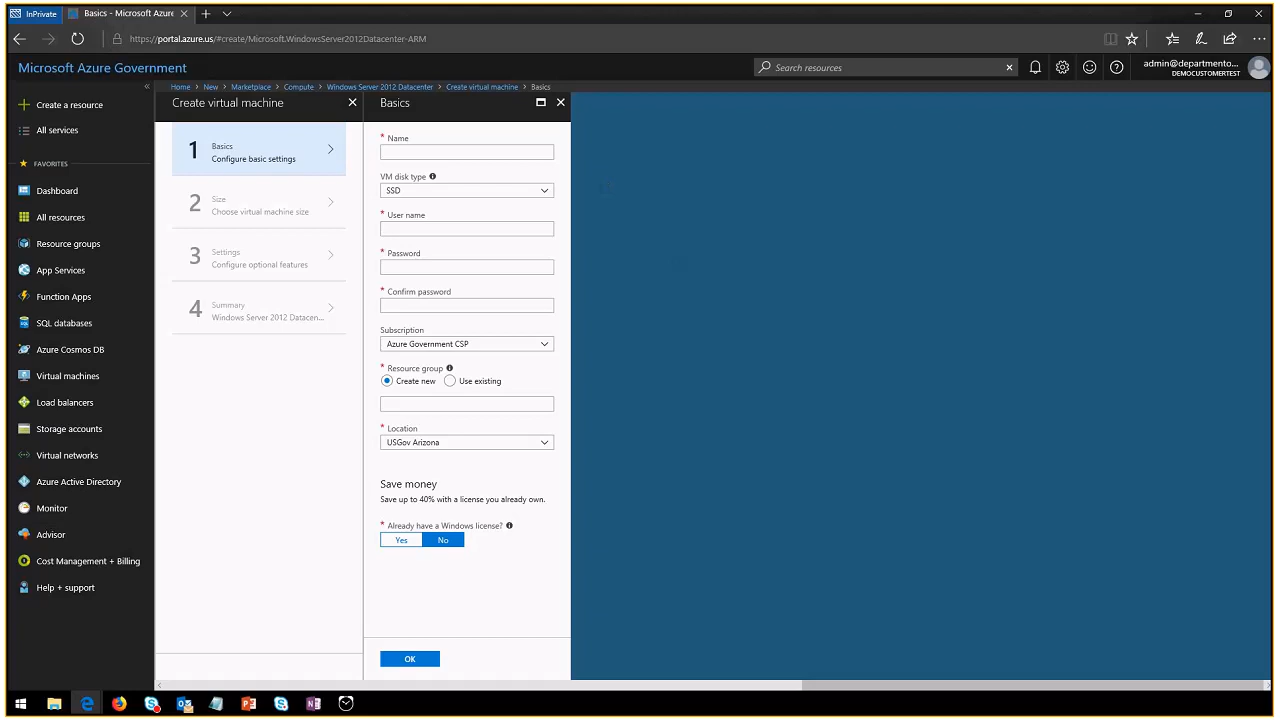 InPrivate
Basics - Microsoft Azure
https://portal.azure.us/#create/Microsoft.WindowsServer2012Datacenter-ARM
Microsoft Azure Government
Search resources
admin@departmento...
DEMOCUSTOMERTEST
Home > New > Marketplace > Compute > Windows Server 2012 Datacenter > Create virtual machine > Basics
Create a resource
All services
FAVORITES
Dashboard
All resources
Resource groups
App Services
Function Apps
SQL databases
Azure Cosmos DB
Virtual machines
Load balancers
Storage accounts
Virtual networks
Azure Active Directory
Monitor
Advisor
Cost Management + Billing
Help + support
Create virtual machine
1 Basics
Configure basic settings
2 Size
Choose virtual machine size
3 Settings
Configure optional features
4 Summary
Windows Server 2012 Datacen...
Basics
* Name
VM disk type
SSD
* User name
* Password
* Confirm password
Subscription
Azure Government CSP
* Resource group
Create new Use existing
* Location
USGov Arizona
Save money
Save up to 40% with a license you already own.
* Already have a Windows license?
Yes No
OK